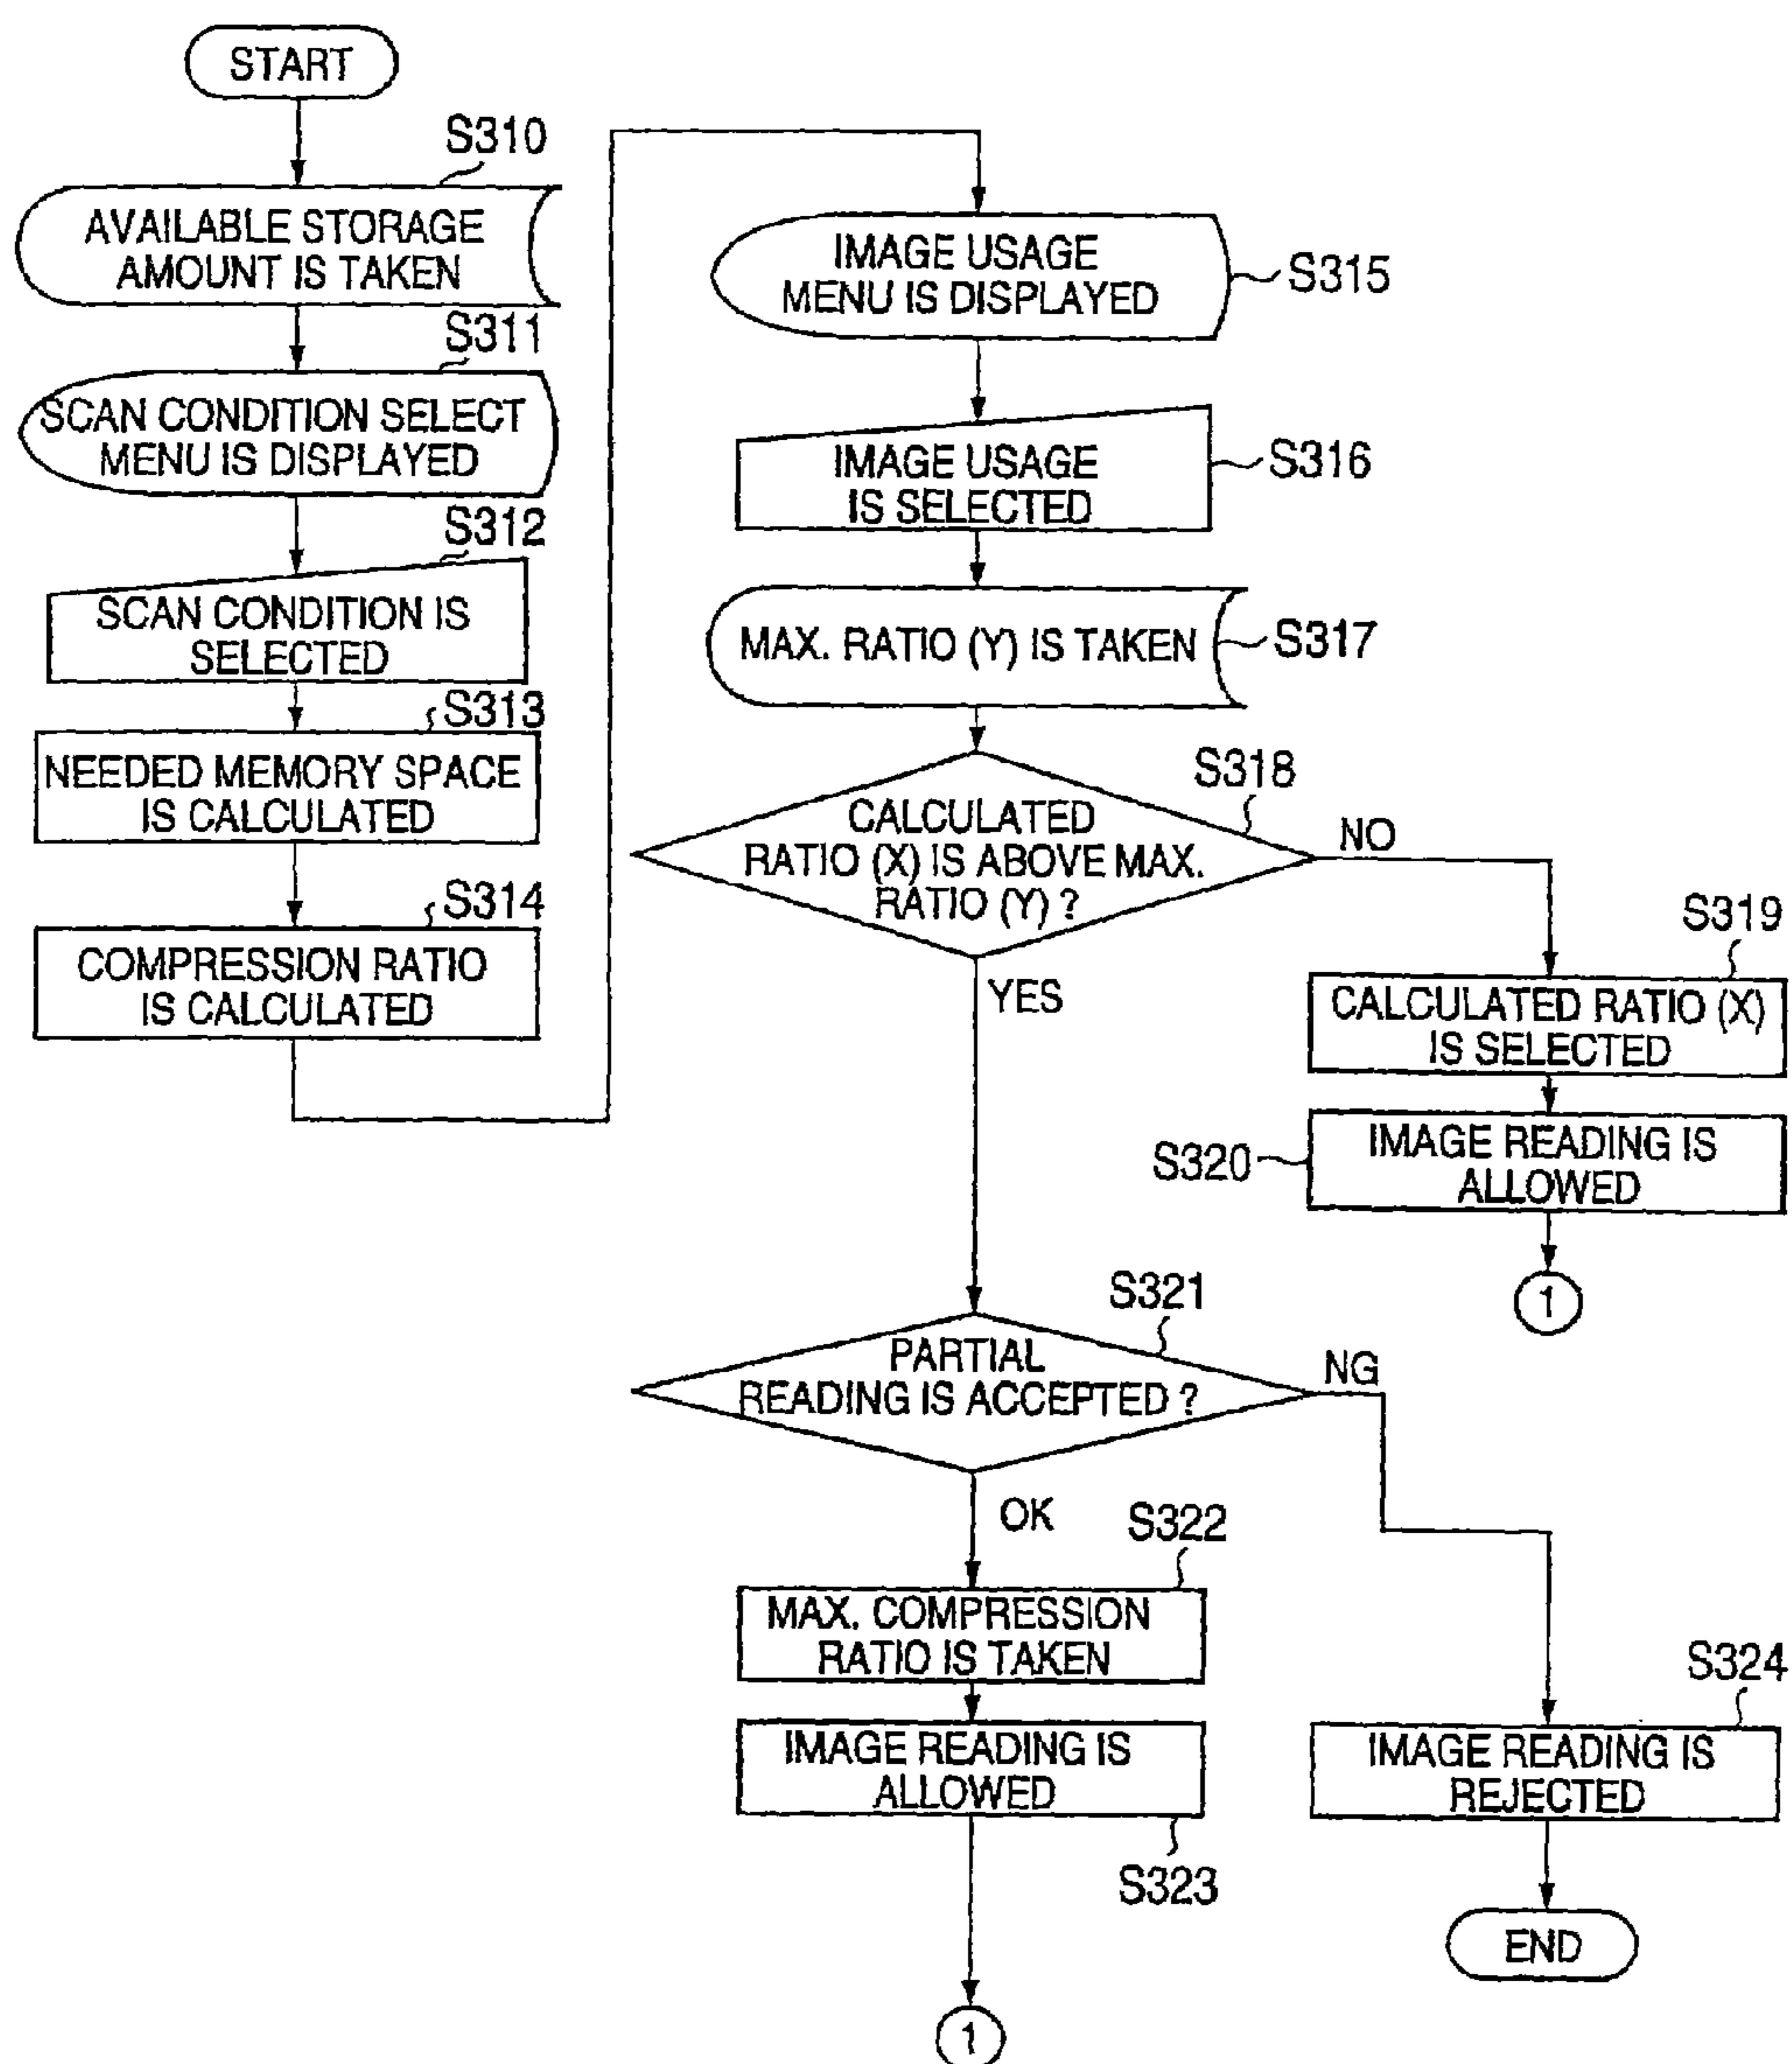 START
S310
AVAILABLE STORAGE
AMOUNT IS TAKEN
S311
SCAN CONDITION SELECT
MENU IS DISPLAYED
S312
SCAN CONDITION IS
SELECTED
S313
NEEDED MEMORY SPACE
IS CALCULATED
S314
COMPRESSION RATIO
IS CALCULATED
IMAGE USAGE
MENU IS DISPLAYED
S315
IMAGE USAGE
IS SELECTED
S316
MAX. RATIO (Y) IS TAKEN
S317
S318
CALCULATED
RATIO (X) IS ABOVE MAX.
RATIO (Y) ?
NO
YES
S319
CALCULATED RATIO (X)
IS SELECTED
S320
IMAGE READING IS
ALLOWED
1
S321
PARTIAL
READING IS ACCEPTED ?
NG
OK
S322
MAX. COMPRESSION
RATIO IS TAKEN
IMAGE READING IS
ALLOWED
S323
1
S324
IMAGE READING IS
REJECTED
END